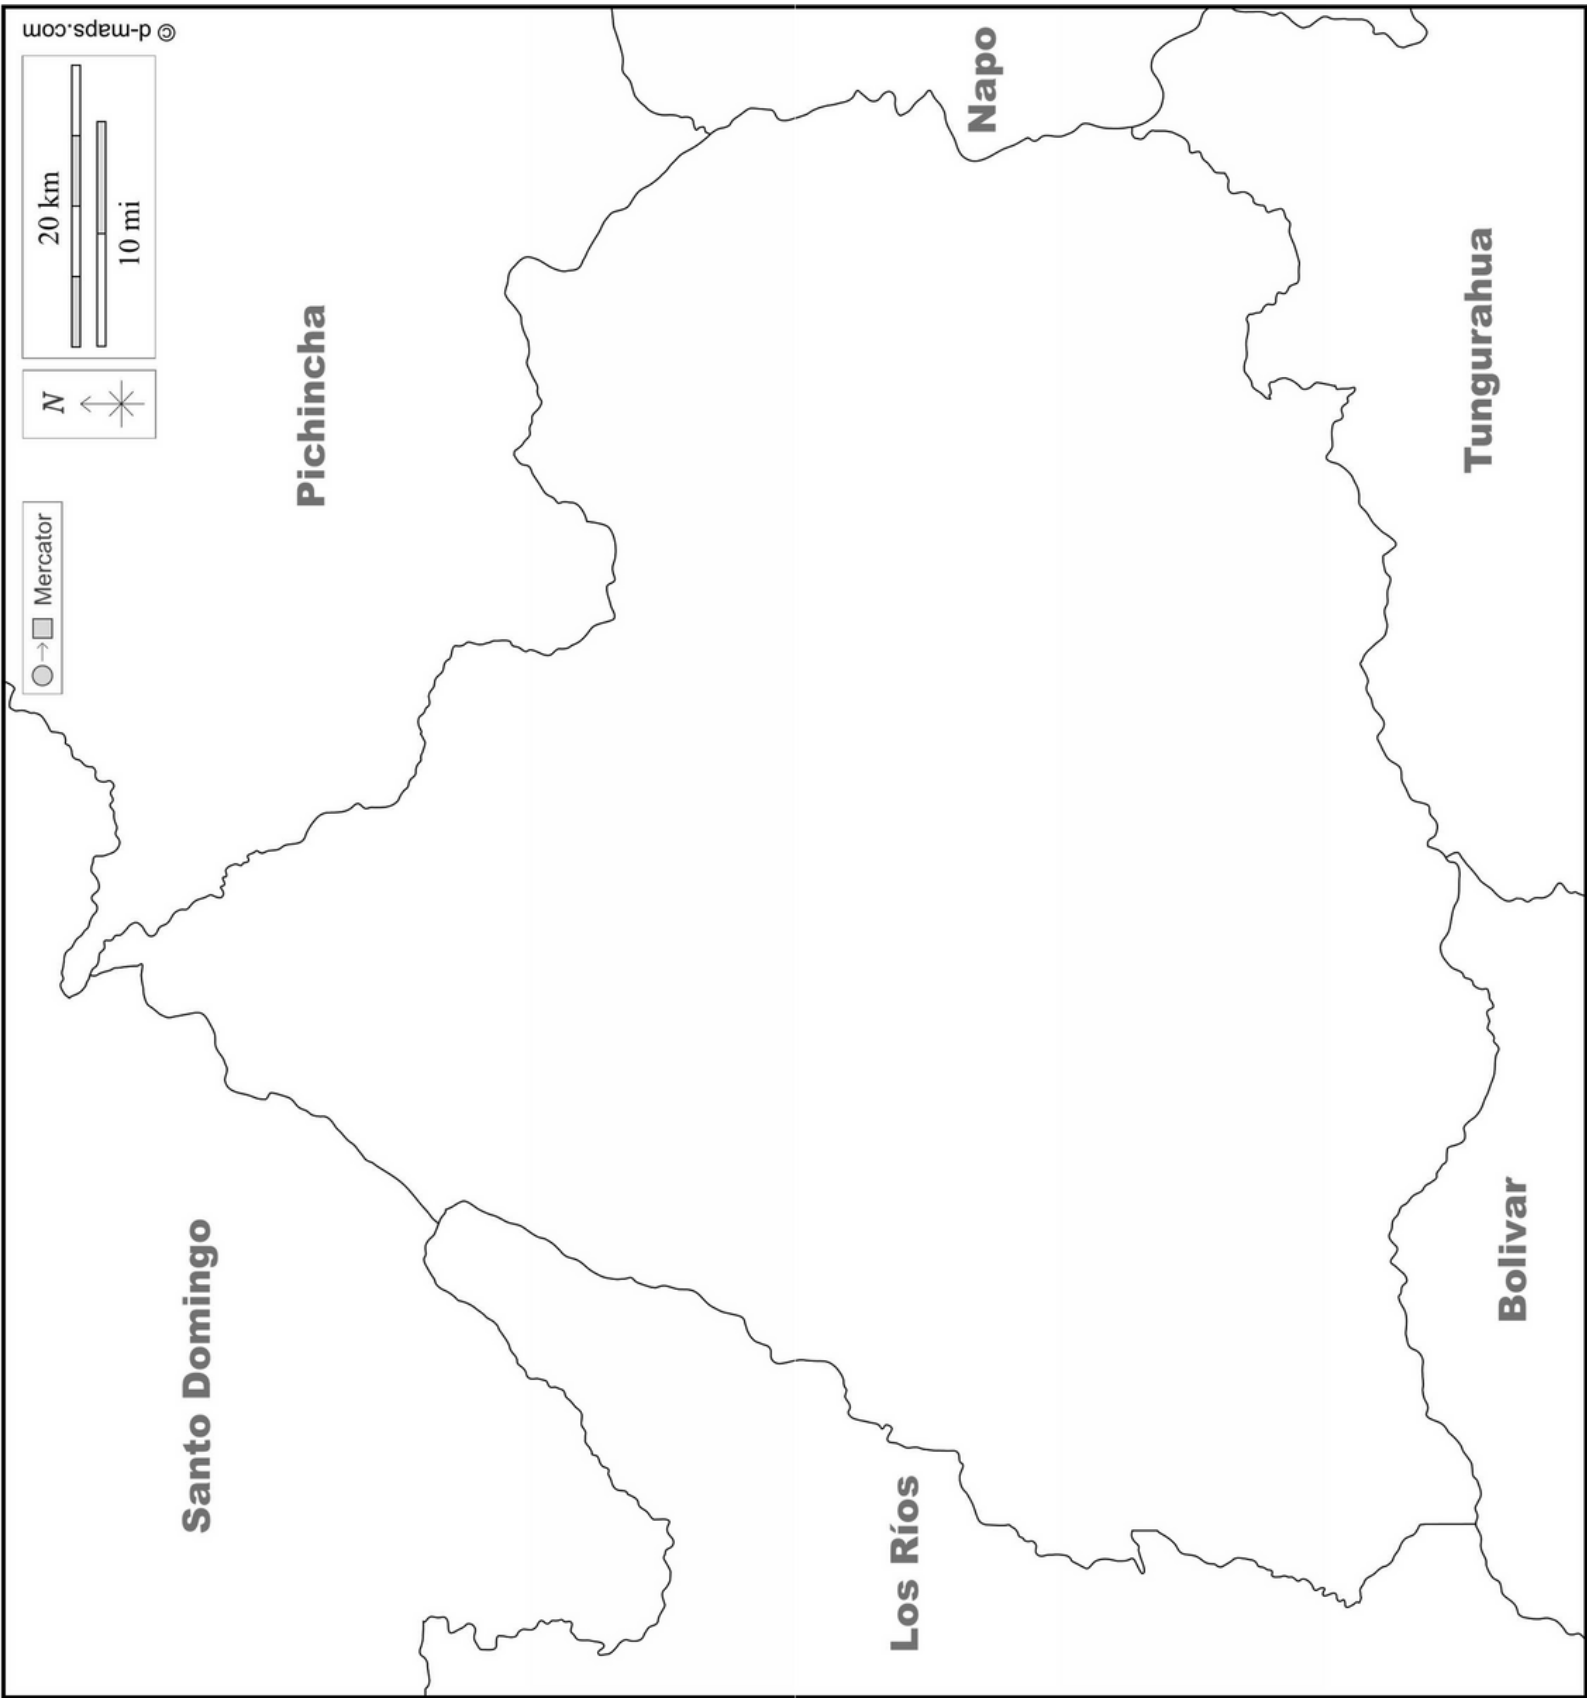 © d-maps.com
20 km
10 mi
N
Mercator
Pichincha
Napo
Tungurahua
Santo Domingo
Los Ríos
Bolivar